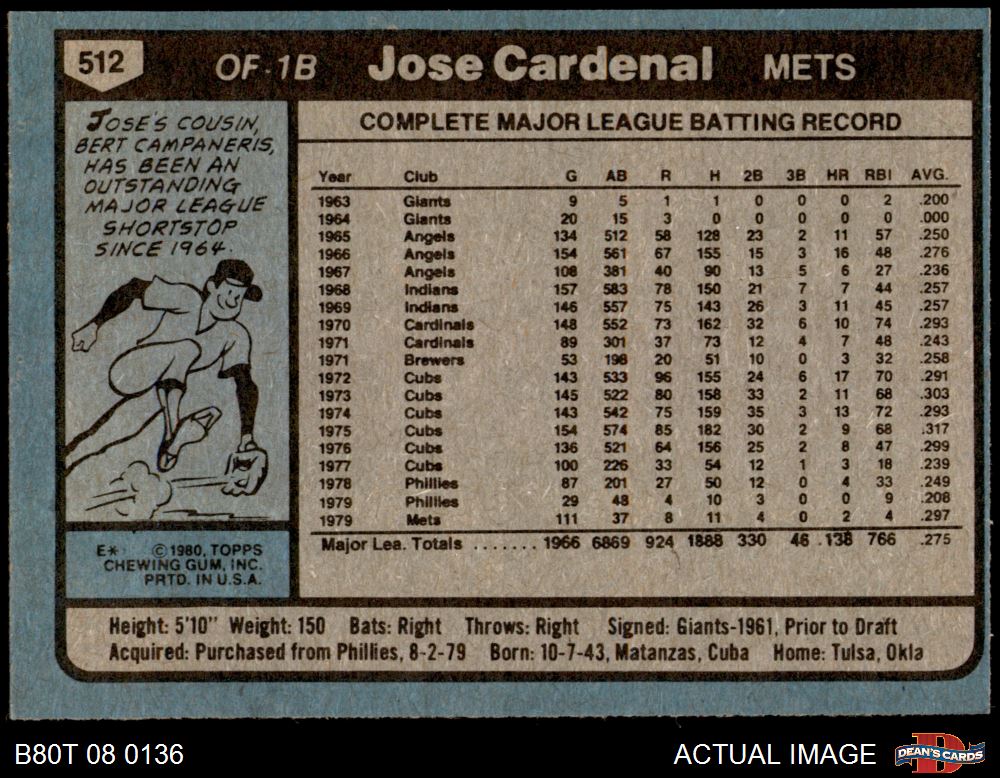 512 OF-1B Jose Cardenal METS
JOSE'S COUSIN,
BERT CAMPANERIS,
HAS BEEN AN
OUTSTANDING
MAJOR LEAGUE
SHORTSTOP
SINCE 1964.
E* ©1980, TOPPS
CHEWING GUM, INC.
PRTD. IN U.S.A.
COMPLETE MAJOR LEAGUE BATTING RECORD
Year Club G AB R H 2B 3B HR RBI AVG.
1963 Giants 9 5 1 1 0 0 0 2 .200
1964 Giants 20 15 3 0 0 0 0 0 .000
1965 Angels 134 512 58 128 23 2 11 57 .250
1966 Angels 154 561 67 155 15 3 16 48 .276
1967 Angels 108 381 40 90 13 5 6 27 .236
1968 Indians 157 583 78 150 21 7 7 44 .257
1969 Indians 146 557 75 143 26 3 11 45 .257
1970 Cardinals 148 552 73 162 32 6 10 74 .293
1971 Cardinals 89 301 37 73 12 4 7 48 .243
1971 Brewers 53 198 20 51 10 0 3 32 .258
1972 Cubs 143 533 96 155 24 6 17 70 .291
1973 Cubs 145 522 80 158 33 2 11 68 .303
1974 Cubs 143 542 75 159 35 3 13 72 .293
1975 Cubs 154 574 85 182 30 2 9 68 .317
1976 Cubs 136 521 64 156 25 2 8 47 .299
1977 Cubs 100 226 33 54 12 1 3 18 .239
1978 Phillies 87 201 27 50 12 0 4 33 .249
1979 Phillies 29 48 4 10 3 0 0 9 .208
1979 Mets 111 37 8 11 4 0 2 4 .297
Major Lea. Totals ....... 1966 6869 924 1888 330 46 138 766 .275
Height: 5'10" Weight: 150 Bats: Right Throws: Right Signed: Giants-1961, Prior to Draft
Acquired: Purchased from Phillies, 8-2-79 Born: 10-7-43, Matanzas, Cuba Home: Tulsa, Okla
B80T 08 0136 ACTUAL IMAGE DEAN'S CARDS